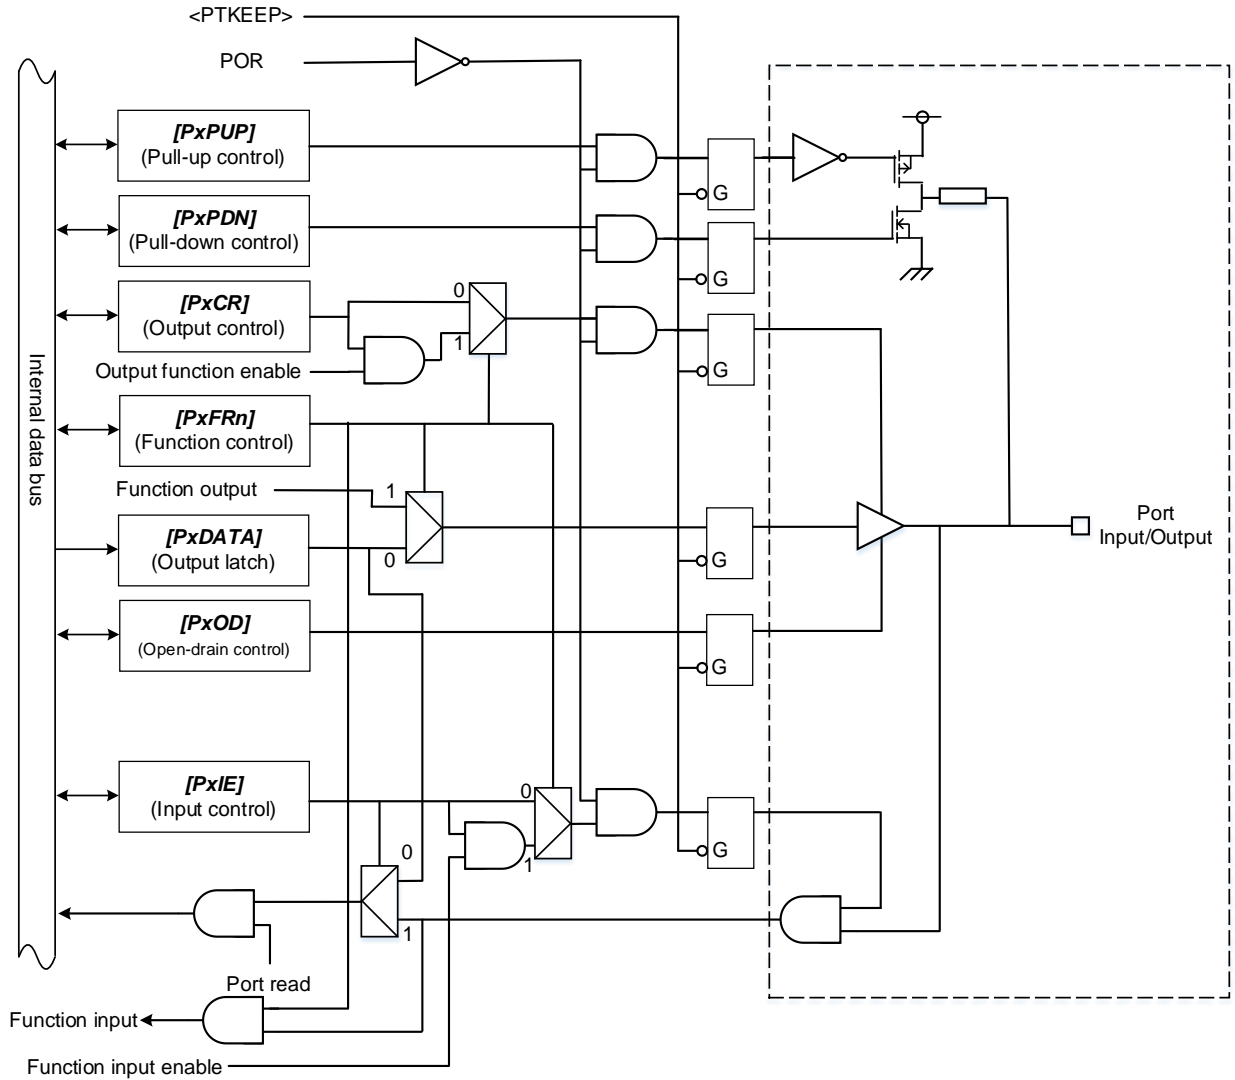 <PTKEEP>
POR
[PxPUP]
(Pull-up control)
G
[PxPDN]
(Pull-down control)
G
[PxCR]
(Output control)
0
1
G
Output function enable
Internal data bus
[PxFRn]
(Function control)
Function output
1
0
[PxDATA]
(Output latch)
G
Port
Input/Output
[PxOD]
(Open-drain control)
G
[PxIE]
(Input control)
0
1
G
0
1
Port read
Function input
Function input enable